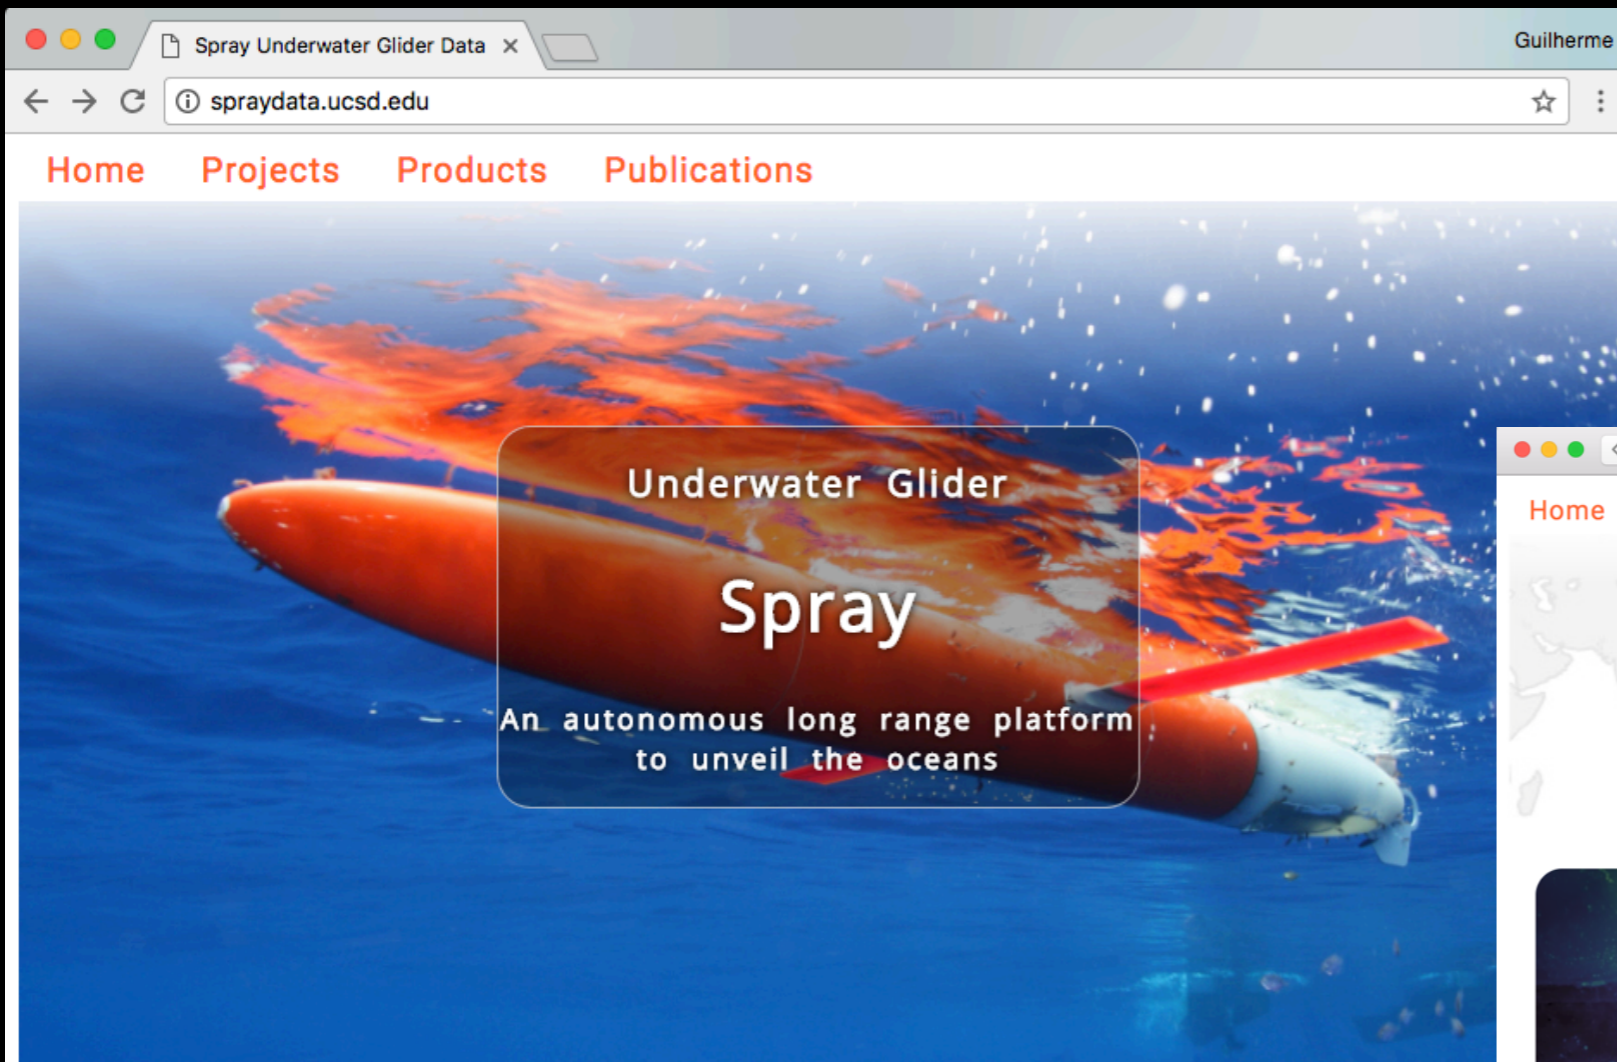 Spray Underwater Glider Data
Guilherme
spraydata.ucsd.edu
Home Projects Products Publications
Underwater Glider
Spray
An autonomous long range platform
to unveil the oceans
Home